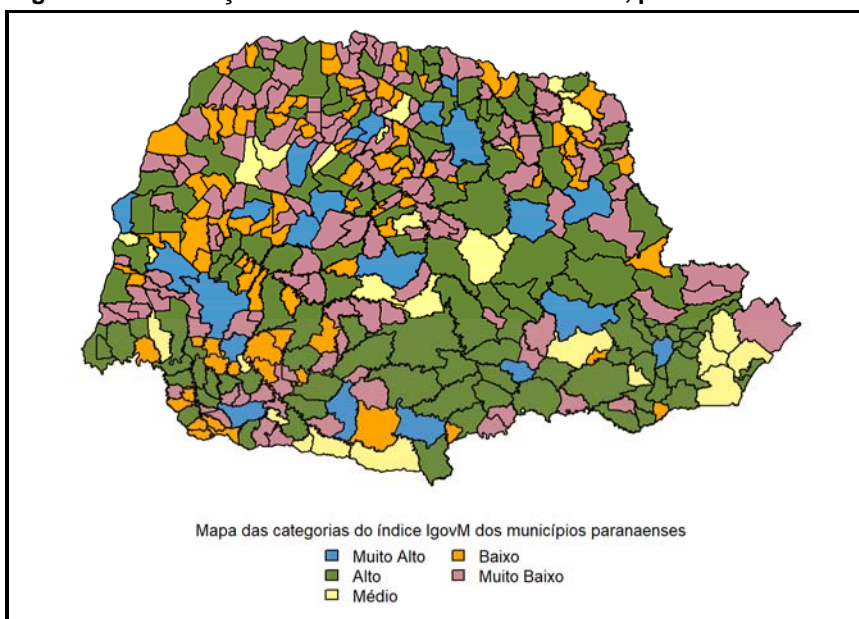 Mapa das categorias do índice IgovM dos municípios paranaenses
Muito Alto
Baixo
Alto
Muito Baixo
Médio